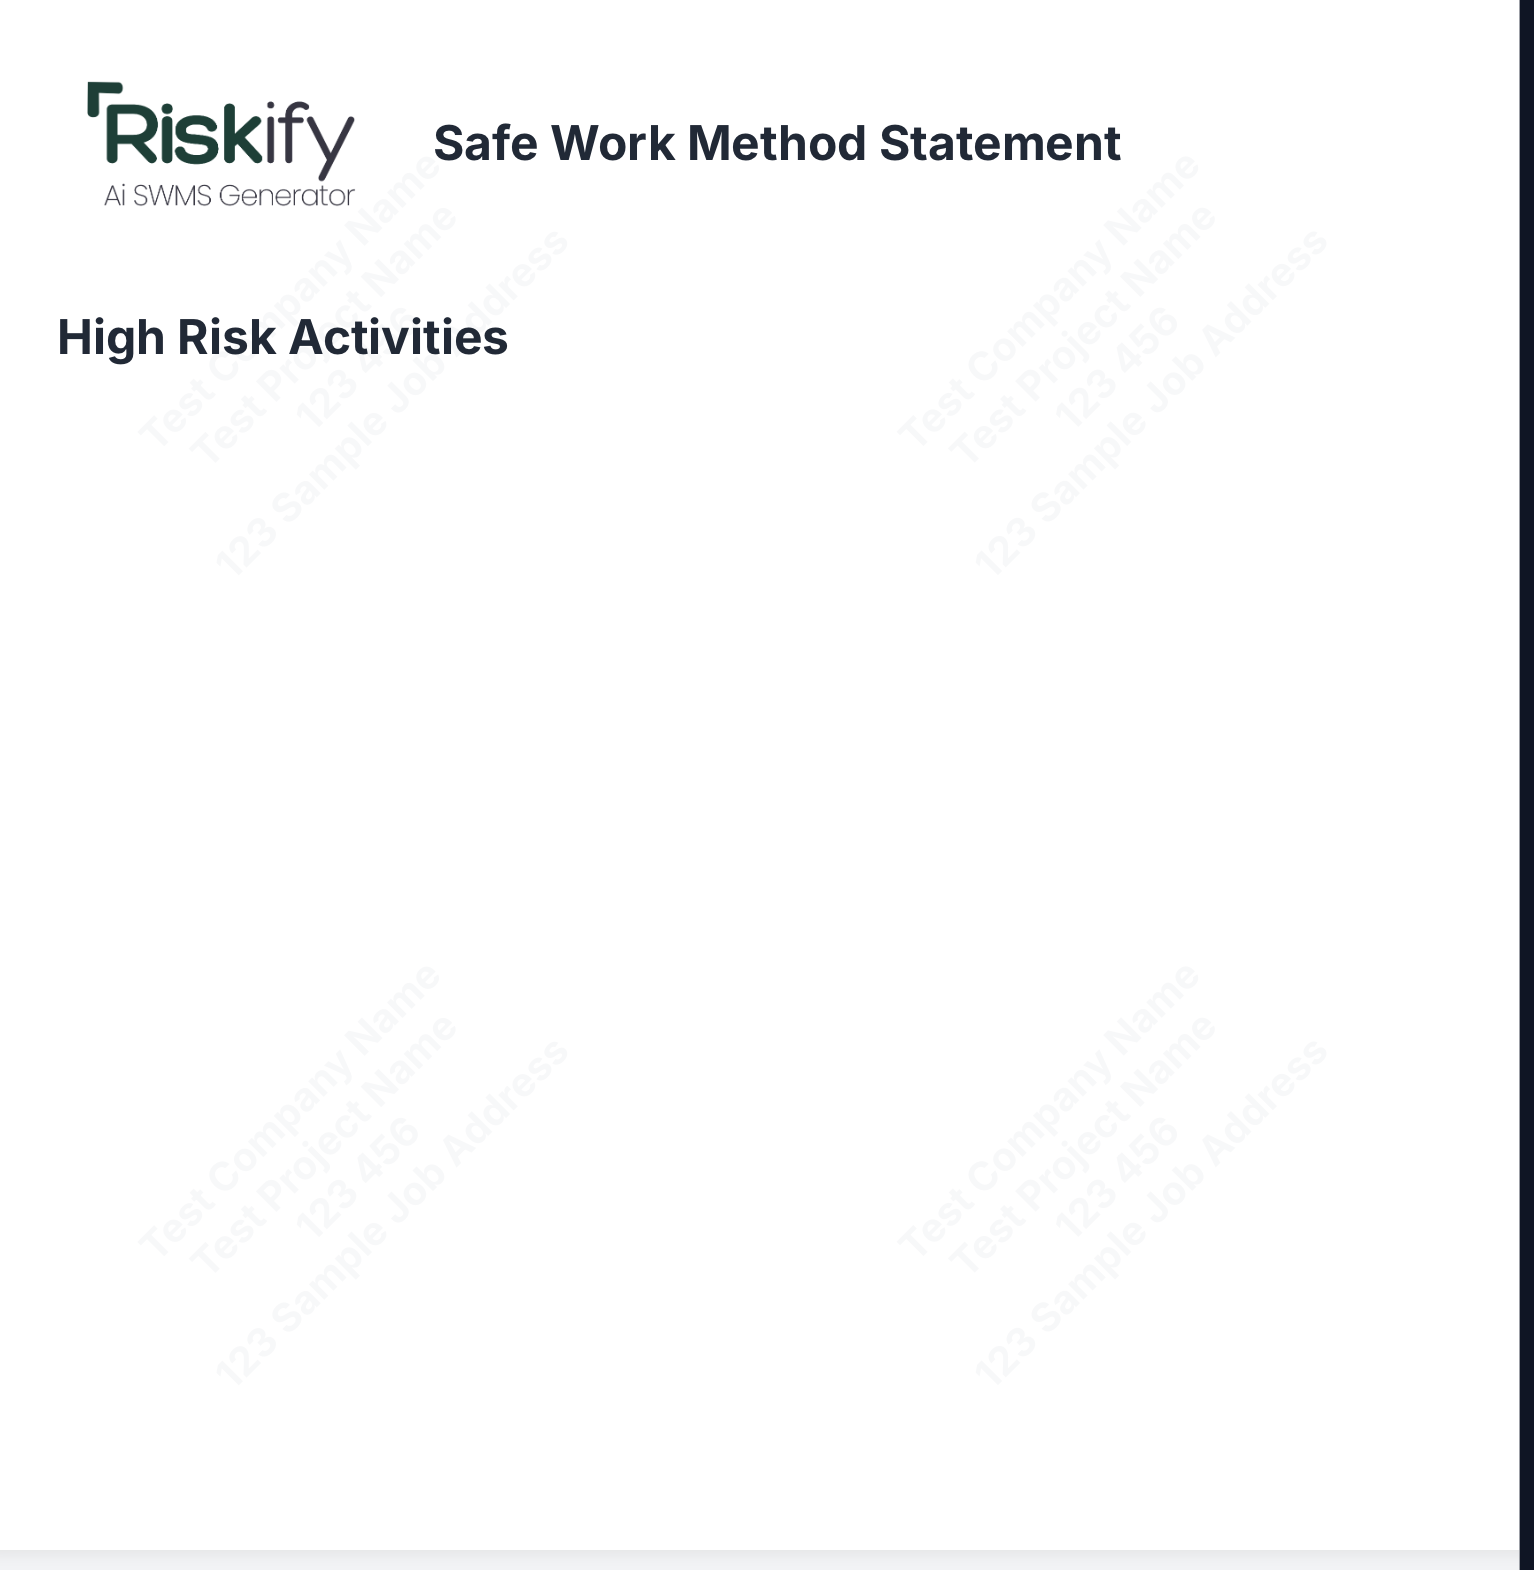 Riskify
Ai SWMS Generator
Safe Work Method Statement
High Risk Activities
Test Company Name
Test Project Name
123 456
123 Sample Job Address
Test Company Name
Test Project Name
123 456
123 Sample Job Address
Test Company Name
Test Project Name
123 456
123 Sample Job Address
Test Company Name
Test Project Name
123 456
123 Sample Job Address